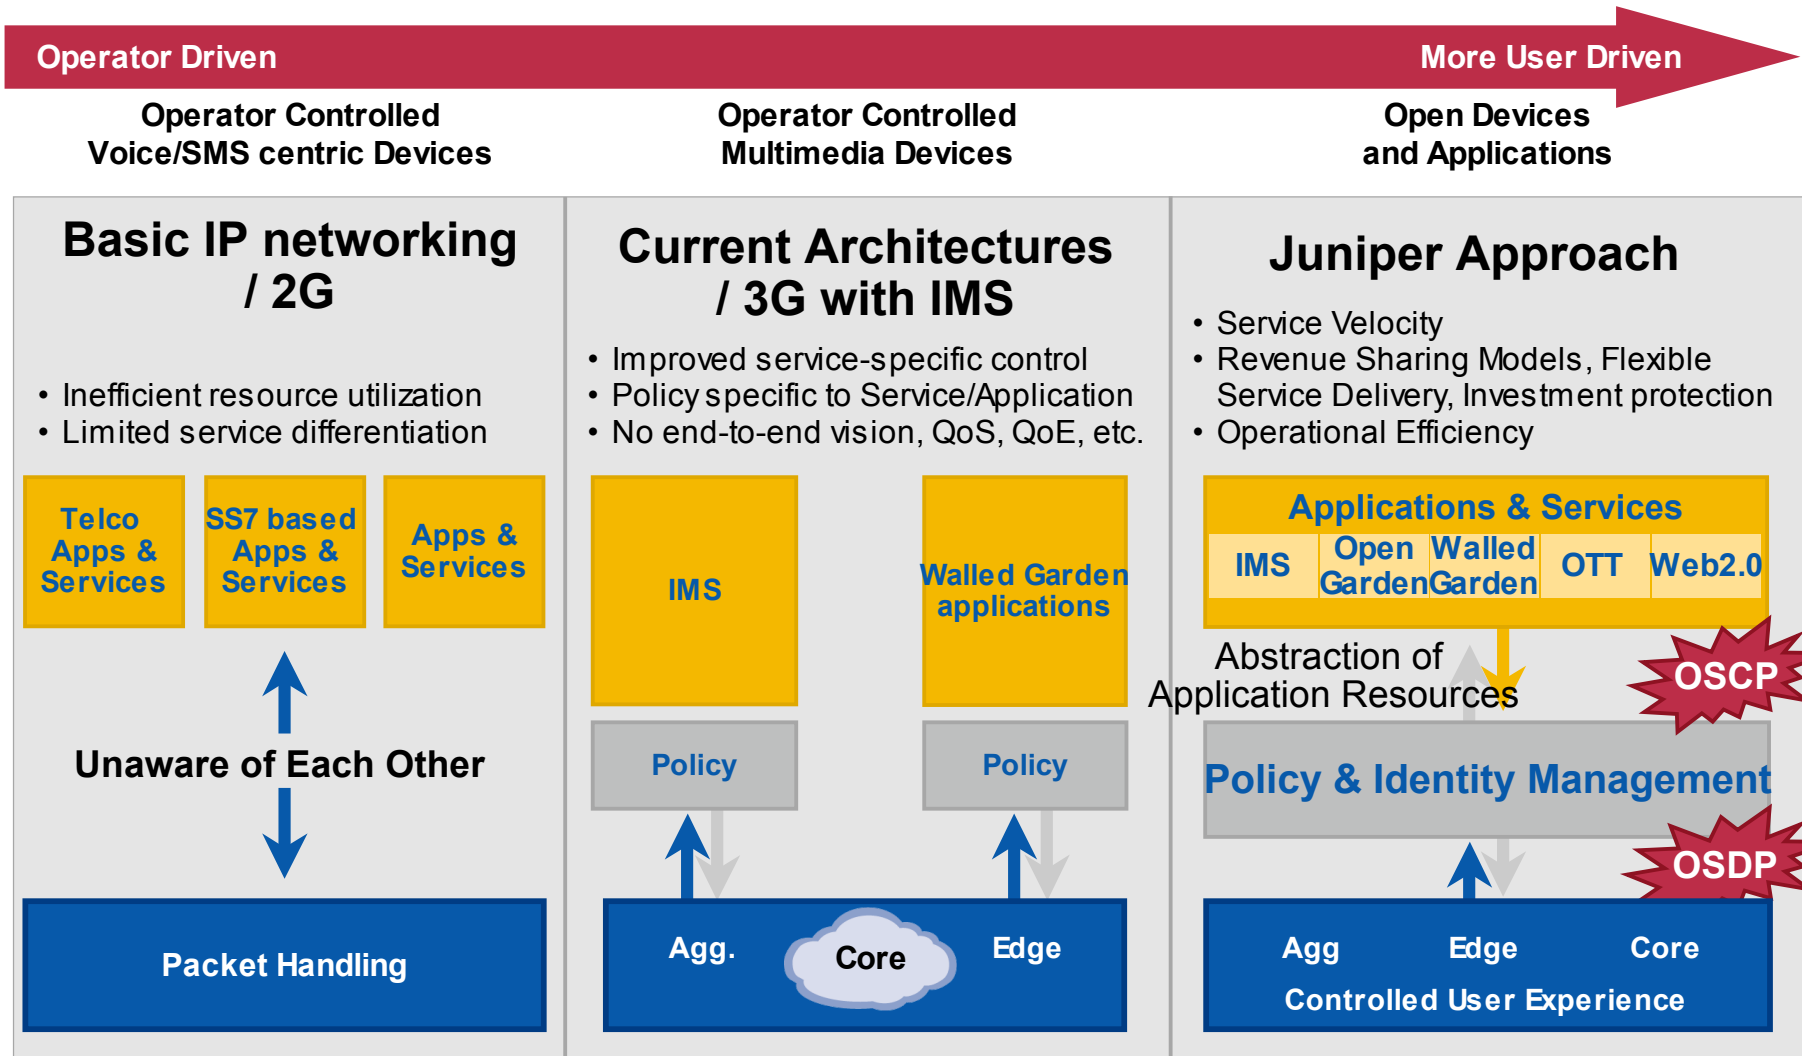 Operator Driven
More User Driven
Operator Controlled
Voice/SMS centric Devices
Operator Controlled
Multimedia Devices
Open Devices
and Applications
Basic IP networking
/ 2G
• Inefficient resource utilization
• Limited service differentiation
Telco
Apps &
Services
SS7 based
Apps &
Services
Apps &
Services
Unaware of Each Other
Packet Handling
Current Architectures
/ 3G with IMS
• Improved service-specific control
• Policy specific to Service/Application
• No end-to-end vision, QoS, QoE, etc.
IMS
Walled Garden
applications
Policy
Policy
Agg.
Core
Edge
Juniper Approach
• Service Velocity
• Revenue Sharing Models, Flexible
Service Delivery, Investment protection
• Operational Efficiency
Applications & Services
IMS
Open
Garden
Walled
Garden
OTT
Web2.0
Abstraction of
Application Resources
OSCP
Policy & Identity Management
OSDP
Agg
Edge
Core
Controlled User Experience